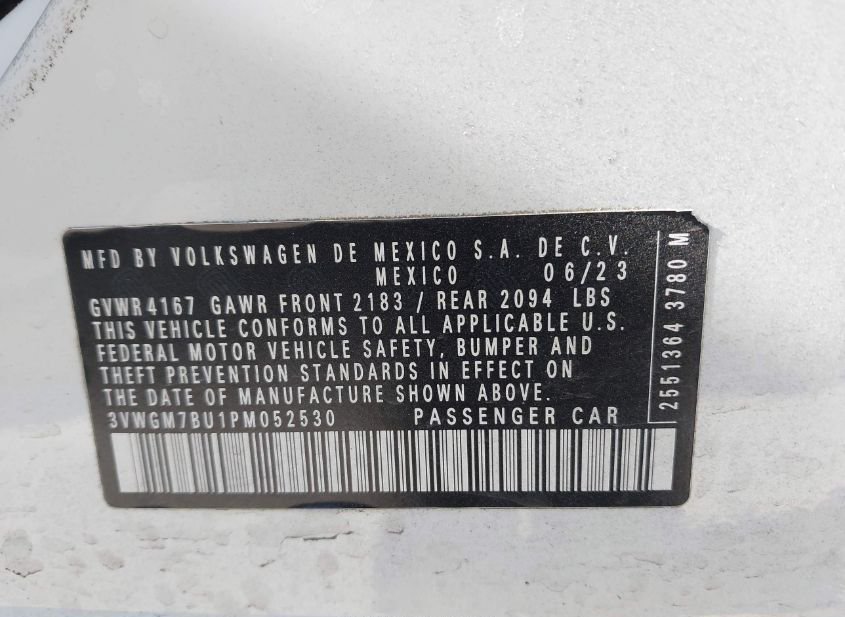 MFD BY VOLKSWAGEN DE MEXICO S.A. DE C.V.
MEXICO 06/23
GVWR4167 GAWR FRONT 2183 / REAR 2094 LBS
THIS VEHICLE CONFORMS TO ALL APPLICABLE U.S.
FEDERAL MOTOR VEHICLE SAFETY, BUMPER AND
THEFT PREVENTION STANDARDS IN EFFECT ON
THE DATE OF MANUFACTURE SHOWN ABOVE.
3VWGM7BU1PM052530 PASSENGER CAR
2551364 3780 M